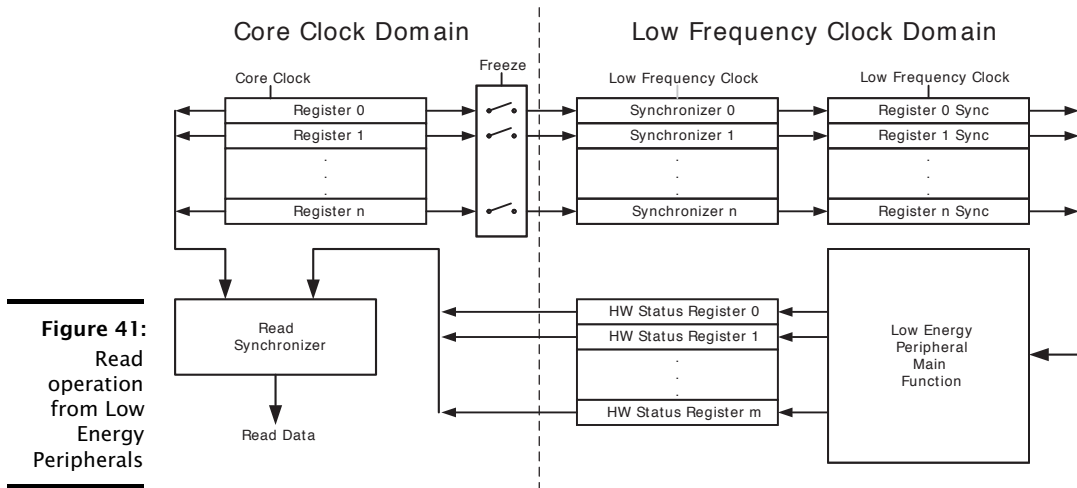 Core Clock Domain
Low Frequency Clock Domain
Freeze
Core Clock
Low Frequency Clock
Low Frequency Clock
Register 0
Synchronizer 0
Register 0 Sync
Register 1
Synchronizer 1
Register 1 Sync
.
.
.
.
.
.
.
.
.
Register n
Synchronizer n
Register n Sync
Read
Synchronizer
Read Data
HW Status Register 0
HW Status Register 1
.
.
.
HW Status Register m
Low Energy
Peripheral
Main
Function
Figure 41:
Read
operation
from Low
Energy
Peripherals